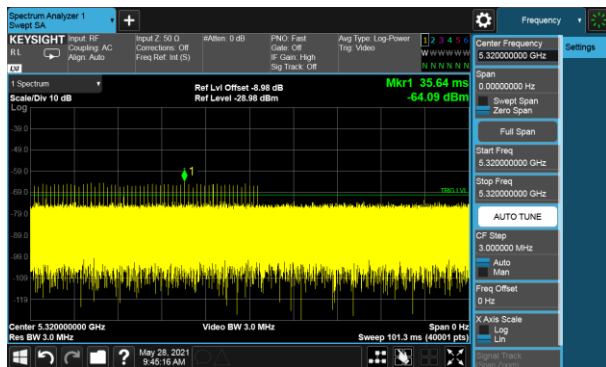 Spectrum Analyzer 1
Swept SA
Frequency
KEYSIGHT
RL
LXI
Input: RF
Coupling: AC
Align: Auto
Input Z: 50 Ω
Corrections: Off
Freq Ref: Int (S)
#Atten: 0 dB
PNO: Fast
Gate: Off
IF Gain: High
Sig Track: Off
Avg Type: Log-Power
Trig: Video
1 2 3 4 5 6
W W W W W W
N N N N N N
1 Spectrum
Scale/Div 10 dB
Log
Ref Lvl Offset -8.98 dB
Ref Level -28.98 dBm
Mkr1 35.64 ms
-64.09 dBm
-39.0
-49.0
-59.0
-69.0
-79.0
-89.0
-99.0
-109
-119
1
TRIG LVL
Center 5.320000000 GHz
Res BW 3.0 MHz
Video BW 3.0 MHz
Span 0 Hz
Sweep 101.3 ms (40001 pts)
?
May 28, 2021
9:45:16 AM
Center Frequency
5.320000000 GHz
Settings
Span
0.00000000 Hz
Swept Span
Zero Span
Full Span
Start Freq
5.320000000 GHz
Stop Freq
5.320000000 GHz
AUTO TUNE
CF Step
3.000000 MHz
Auto
Man
Freq Offset
0 Hz
X Axis Scale
Log
Lin
Signal Track
(Span Zoom)